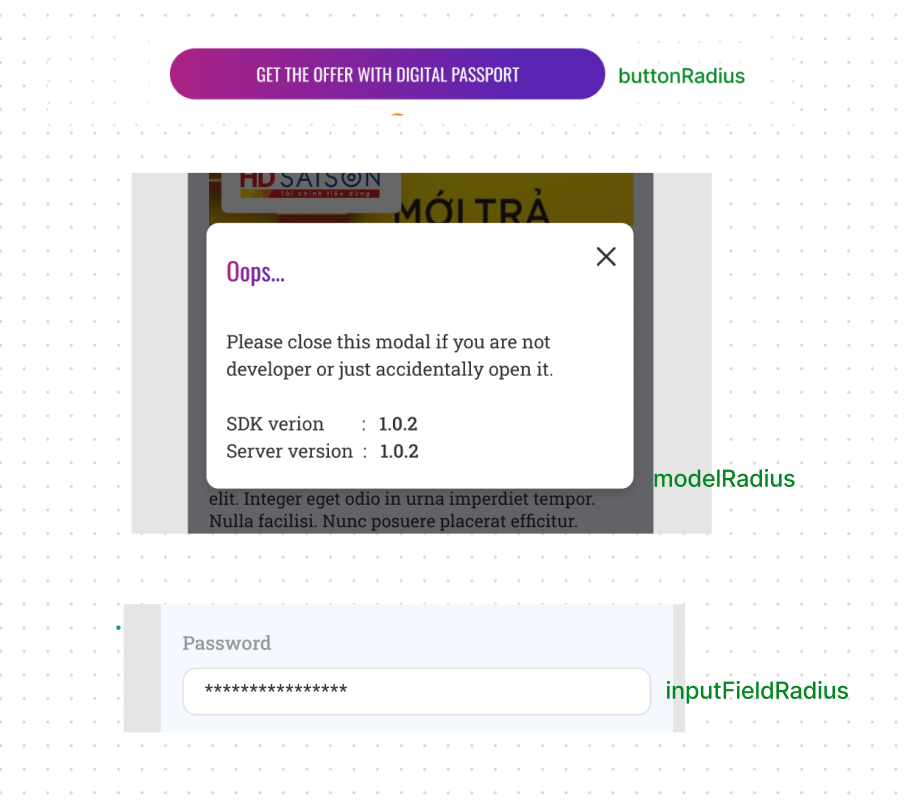 GET THE OFFER WITH DIGITAL PASSPORT
buttonRadius
HD SAISON
Tài chính tiêu dùng
MỚI TRẢ
Oops...
Please close this modal if you are not
developer or just accidentally open it.
SDK verion : 1.0.2
Server version : 1.0.2
modelRadius
elit. Integer eget odio in urna imperdiet tempor.
Nulla facilisi. Nunc posuere placerat efficitur.
Password
****************
inputFieldRadius